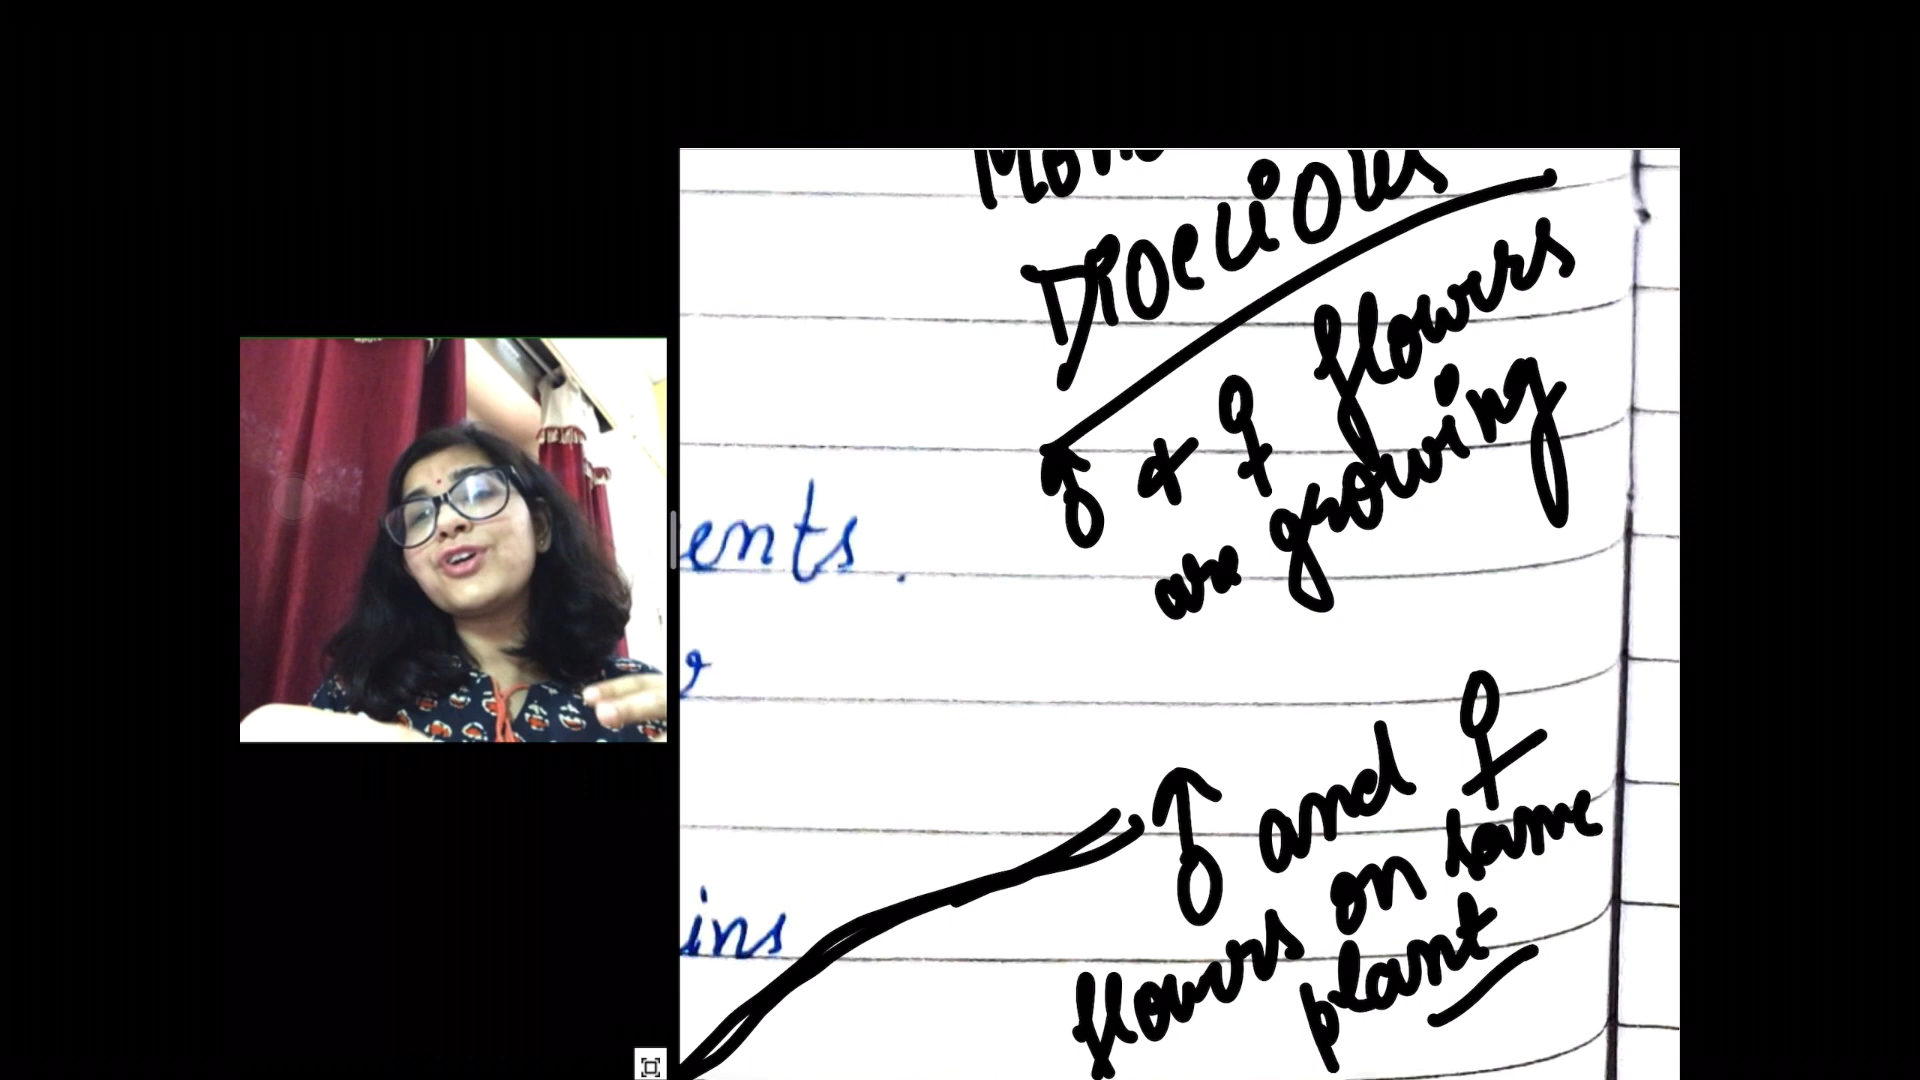 Dioecious
♂ & ♀ flowers
are growing
ents.
♂ and ♀
flowers on same
plant
ins